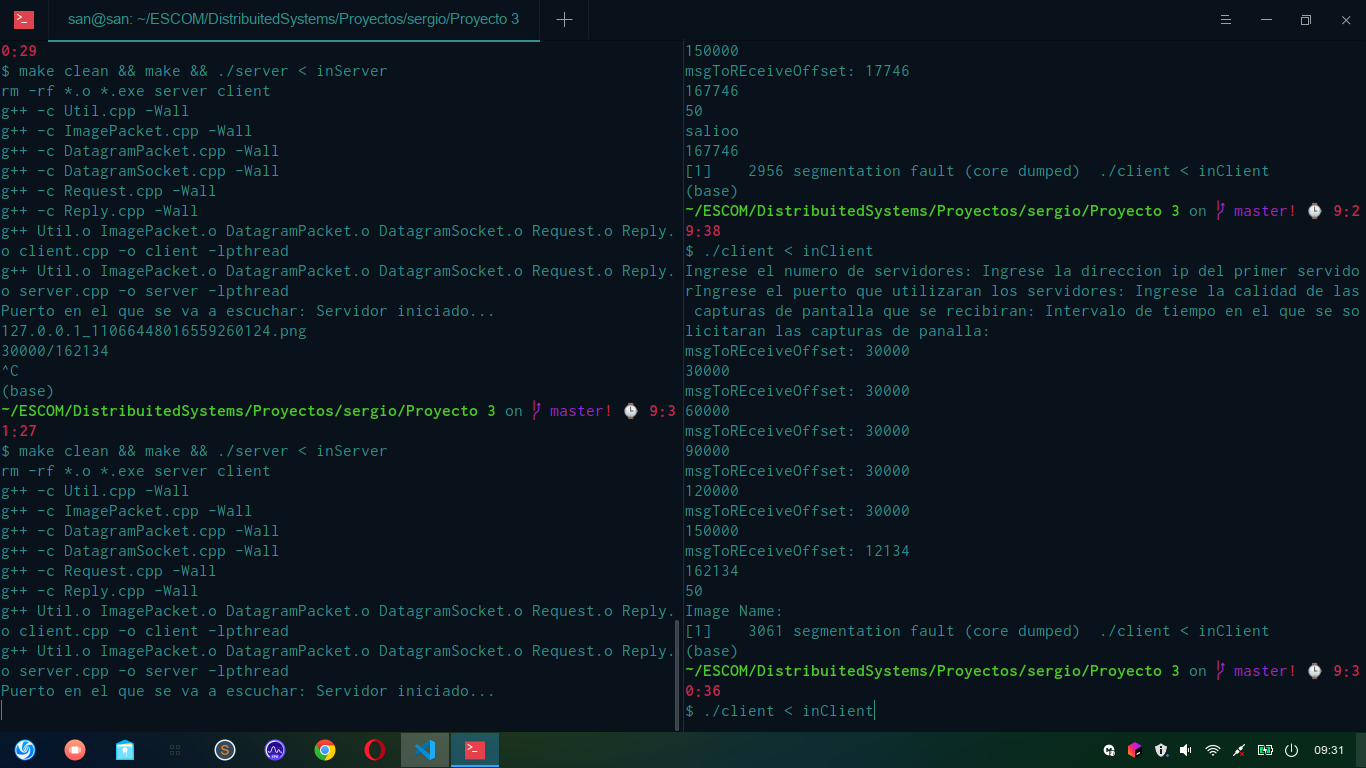 san@san: ~/ESCOM/DistribuitedSystems/Proyectos/sergio/Proyecto 3
0:29
$ make clean && make && ./server < inServer
rm -rf *.o *.exe server client
g++ -c Util.cpp -Wall
g++ -c ImagePacket.cpp -Wall
g++ -c DatagramPacket.cpp -Wall
g++ -c DatagramSocket.cpp -Wall
g++ -c Request.cpp -Wall
g++ -c Reply.cpp -Wall
g++ Util.o ImagePacket.o DatagramPacket.o DatagramSocket.o Request.o Reply.
o client.cpp -o client -lpthread
g++ Util.o ImagePacket.o DatagramPacket.o DatagramSocket.o Request.o Reply.
o server.cpp -o server -lpthread
Puerto en el que se va a escuchar: Servidor iniciado...
127.0.0.1_11066448016559260124.png
30000/162134
^C
(base)
~/ESCOM/DistribuitedSystems/Proyectos/sergio/Proyecto 3 on master! 9:3
1:27
$ make clean && make && ./server < inServer
rm -rf *.o *.exe server client
g++ -c Util.cpp -Wall
g++ -c ImagePacket.cpp -Wall
g++ -c DatagramPacket.cpp -Wall
g++ -c DatagramSocket.cpp -Wall
g++ -c Request.cpp -Wall
g++ -c Reply.cpp -Wall
g++ Util.o ImagePacket.o DatagramPacket.o DatagramSocket.o Request.o Reply.
o client.cpp -o client -lpthread
g++ Util.o ImagePacket.o DatagramPacket.o DatagramSocket.o Request.o Reply.
o server.cpp -o server -lpthread
Puerto en el que se va a escuchar: Servidor iniciado...
150000
msgToREceiveOffset: 17746
167746
50
salioo
167746
[1]    2956 segmentation fault (core dumped)  ./client < inClient
(base)
~/ESCOM/DistribuitedSystems/Proyectos/sergio/Proyecto 3 on master! 9:2
9:38
$ ./client < inClient
Ingrese el numero de servidores: Ingrese la direccion ip del primer servido
rIngrese el puerto que utilizaran los servidores: Ingrese la calidad de las
 capturas de pantalla que se recibiran: Intervalo de tiempo en el que se so
licitaran las capturas de panalla:
msgToREceiveOffset: 30000
30000
msgToREceiveOffset: 30000
60000
msgToREceiveOffset: 30000
90000
msgToREceiveOffset: 30000
120000
msgToREceiveOffset: 30000
150000
msgToREceiveOffset: 12134
162134
50
Image Name:
[1]    3061 segmentation fault (core dumped)  ./client < inClient
(base)
~/ESCOM/DistribuitedSystems/Proyectos/sergio/Proyecto 3 on master! 9:3
0:36
$ ./client < inClient
09:31